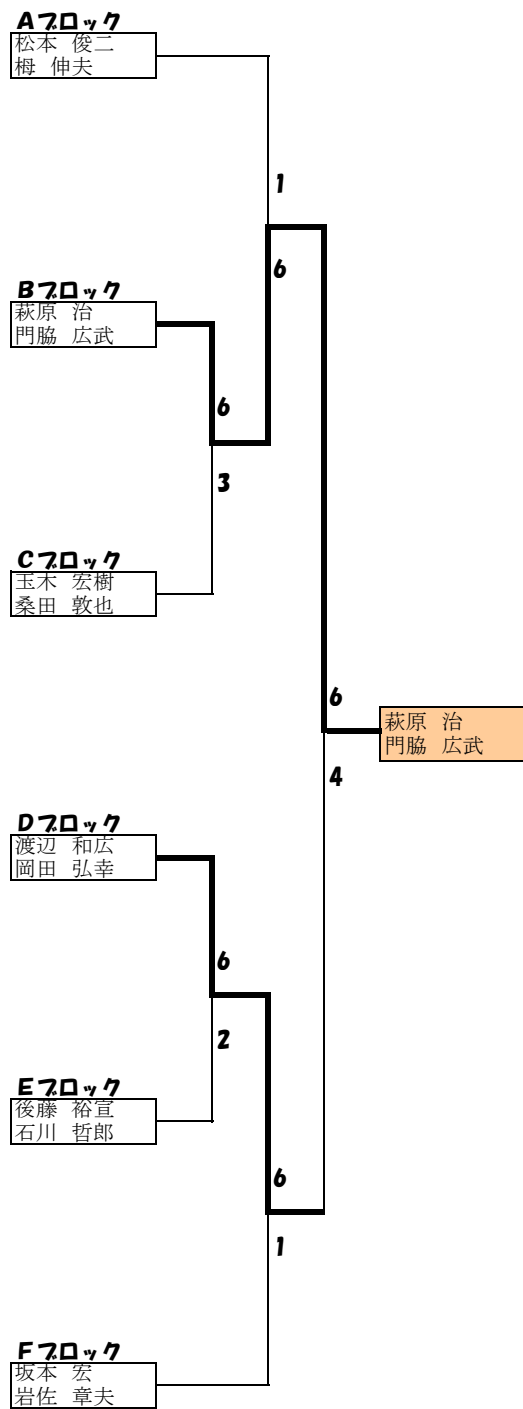 Aブロック
松本 俊二
栂 伸夫
1
6
Bブロック
萩原 治
門脇 広武
6
3
Cブロック
玉木 宏樹
桑田 敦也
6
萩原 治
門脇 広武
4
Dブロック
渡辺 和広
岡田 弘幸
6
2
Eブロック
後藤 裕宣
石川 哲郎
6
1
Fブロック
坂本 宏
岩佐 章夫